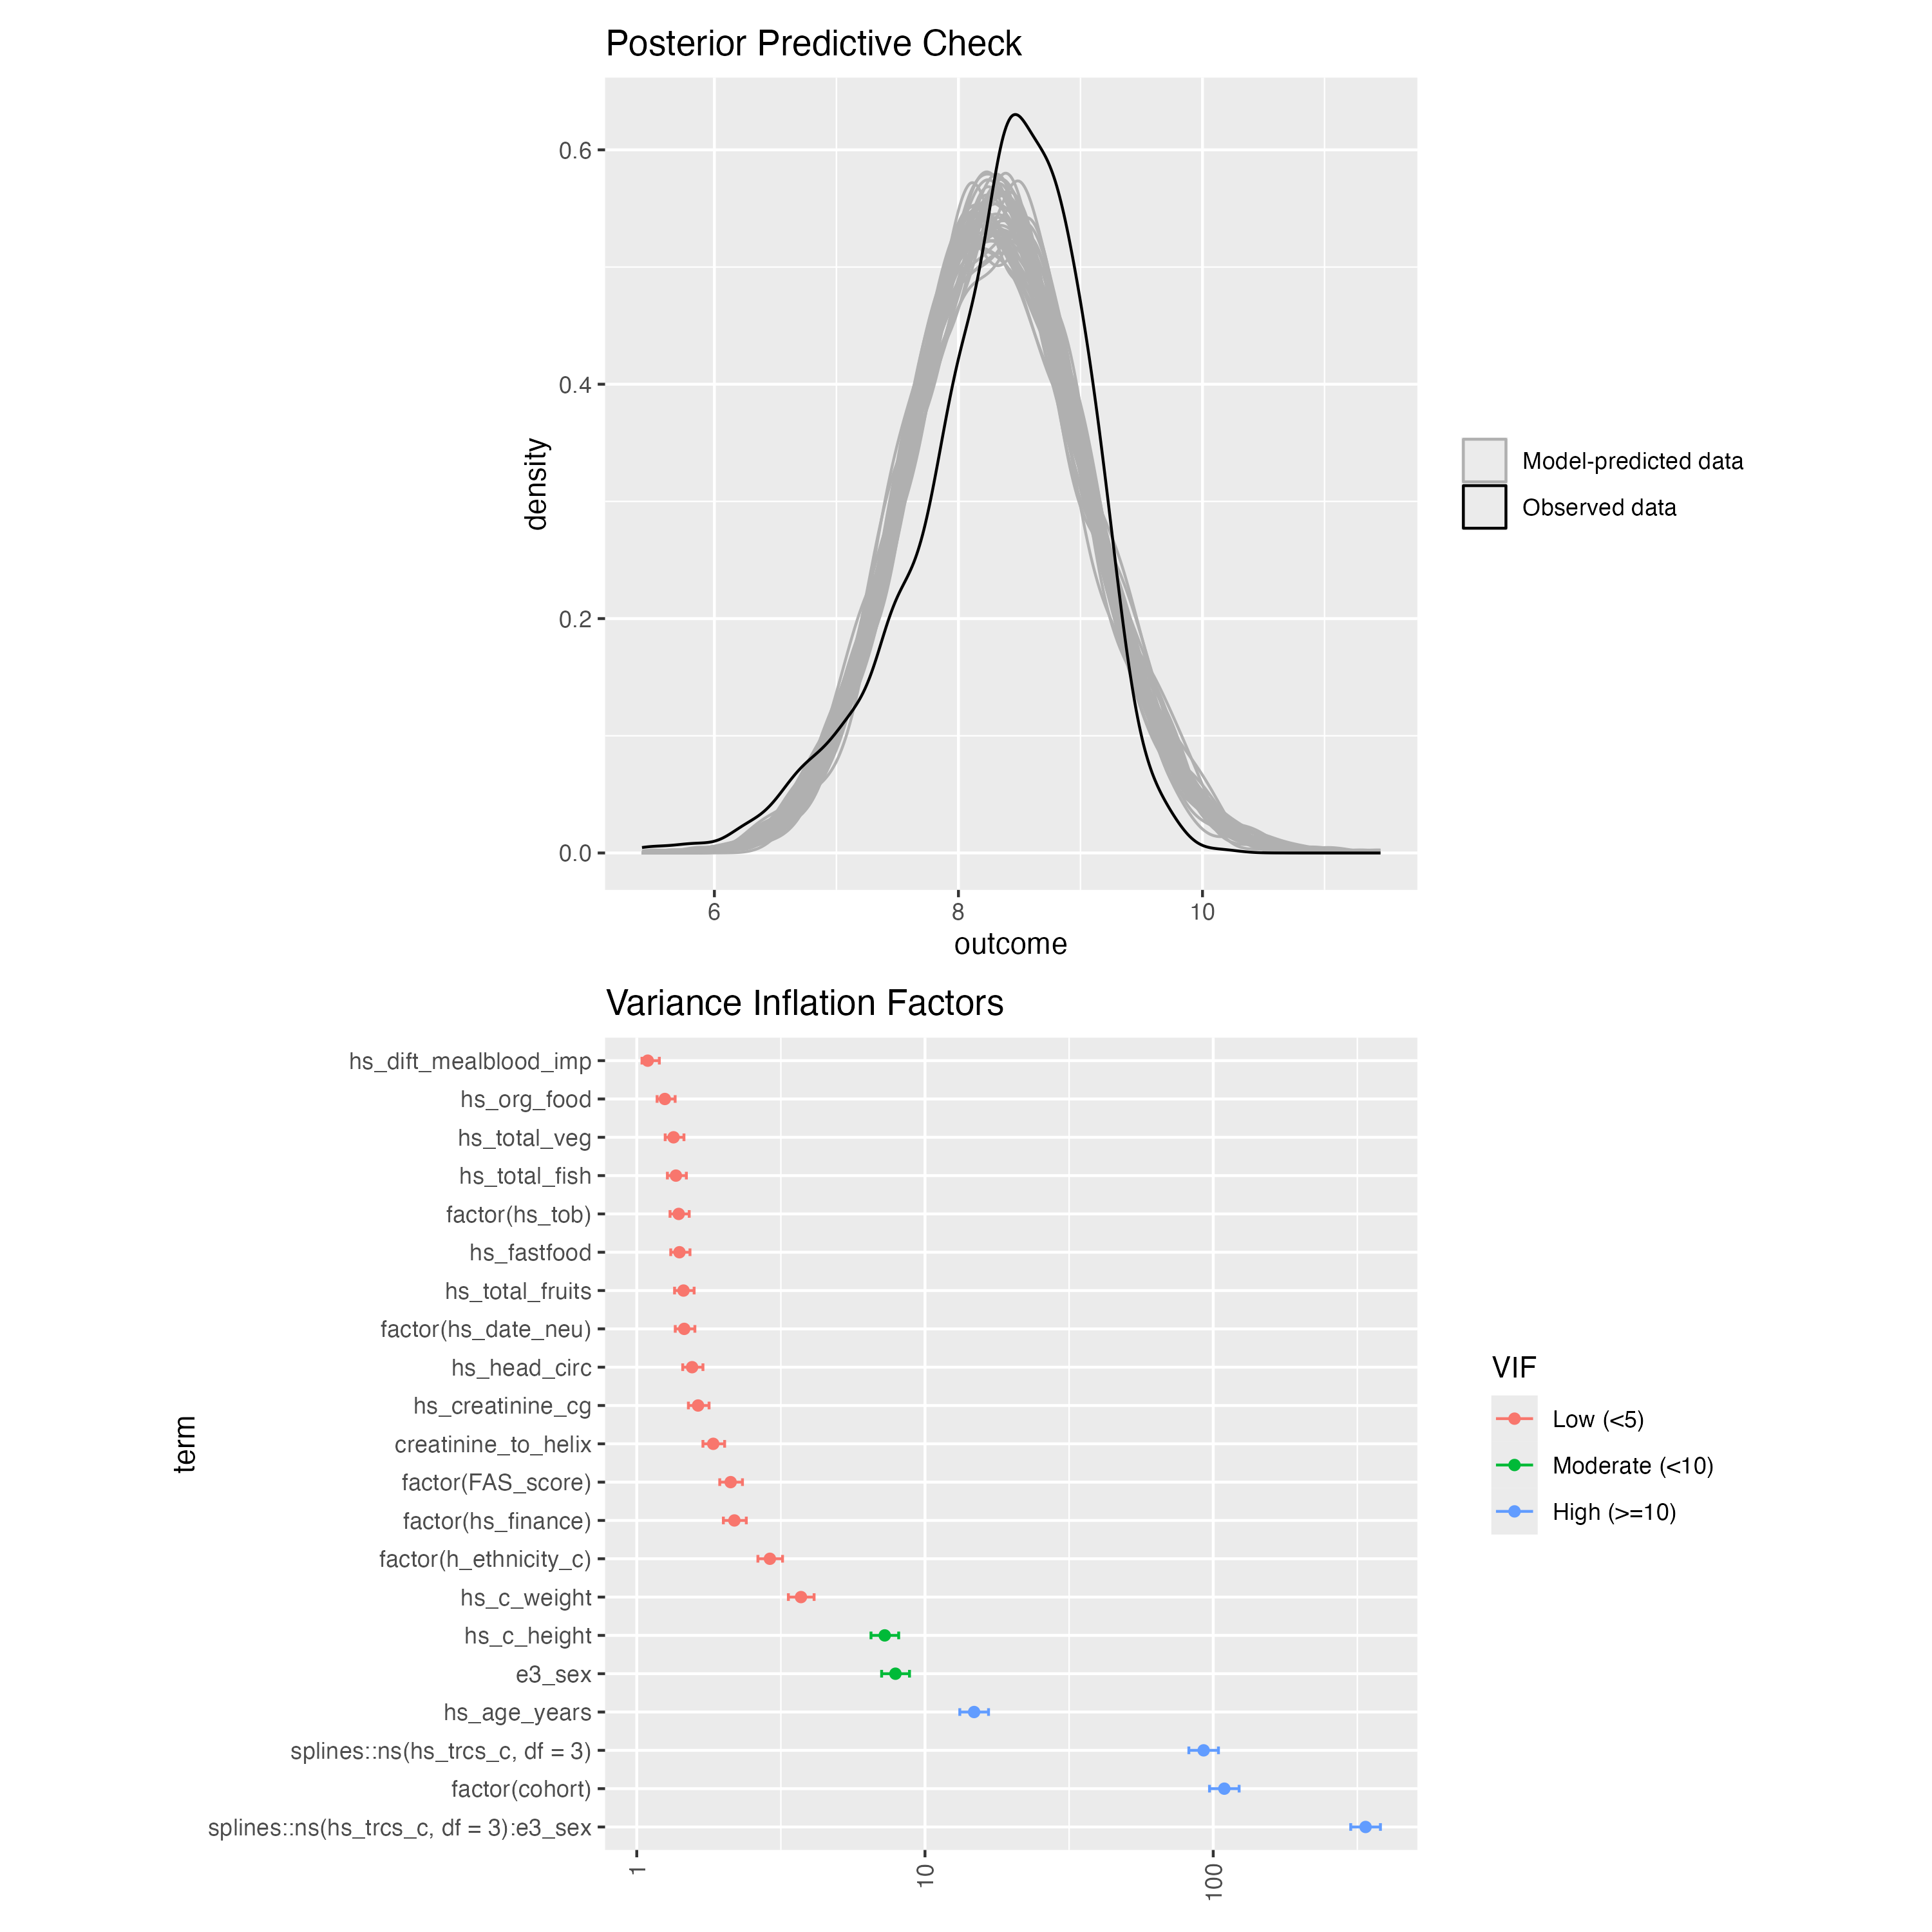 Posterior Predictive Check
0.6
0.4
0.2
0.0
density
6 8 10
outcome
Model-predicted data
Observed data
Variance Inflation Factors
term
hs_dift_mealblood_imp
hs_org_food
hs_total_veg
hs_total_fish
factor(hs_tob)
hs_fastfood
hs_total_fruits
factor(hs_date_neu)
hs_head_circ
hs_creatinine_cg
creatinine_to_helix
factor(FAS_score)
factor(hs_finance)
factor(h_ethnicity_c)
hs_c_weight
hs_c_height
e3_sex
hs_age_years
splines::ns(hs_trcs_c, df = 3)
factor(cohort)
splines::ns(hs_trcs_c, df = 3):e3_sex
1 10 100
VIF
Low (<5)
Moderate (<10)
High (>=10)